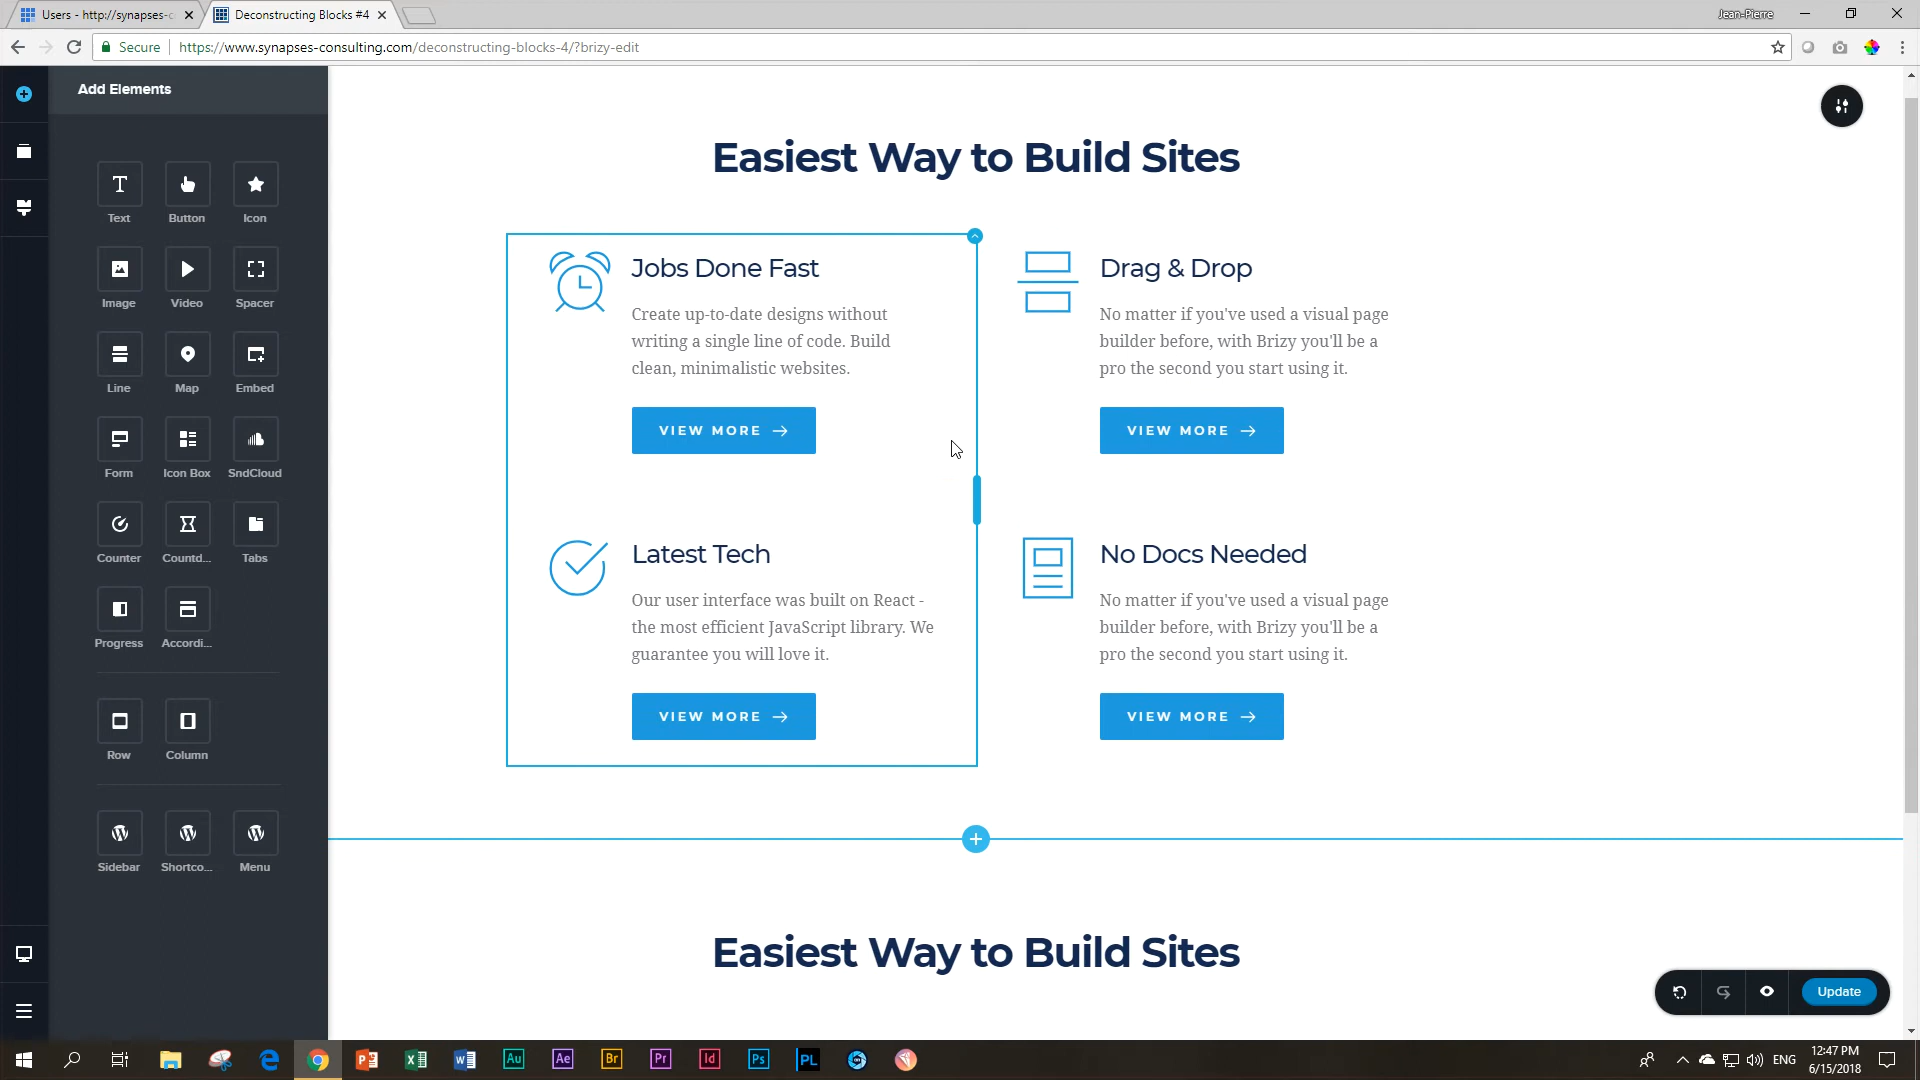 Users - http://synapses-c
Deconstructing Blocks #4
Jean-Pierre
Secure
https://www.synapses-consulting.com/deconstructing-blocks-4/?brizy-edit
Add Elements
Text
Button
Icon
Image
Video
Spacer
Line
Map
Embed
Form
Icon Box
SndCloud
Counter
Countd...
Tabs
Progress
Accordi...
Row
Column
Sidebar
Shortco...
Menu
Easiest Way to Build Sites
Jobs Done Fast
Create up-to-date designs without
writing a single line of code. Build
clean, minimalistic websites.
VIEW MORE
Drag & Drop
No matter if you've used a visual page
builder before, with Brizy you'll be a
pro the second you start using it.
VIEW MORE
Latest Tech
Our user interface was built on React -
the most efficient JavaScript library. We
guarantee you will love it.
VIEW MORE
No Docs Needed
No matter if you've used a visual page
builder before, with Brizy you'll be a
pro the second you start using it.
VIEW MORE
Easiest Way to Build Sites
Update
Au
Ae
Br
Pr
Id
Ps
PL
ENG
12:47 PM
6/15/2018